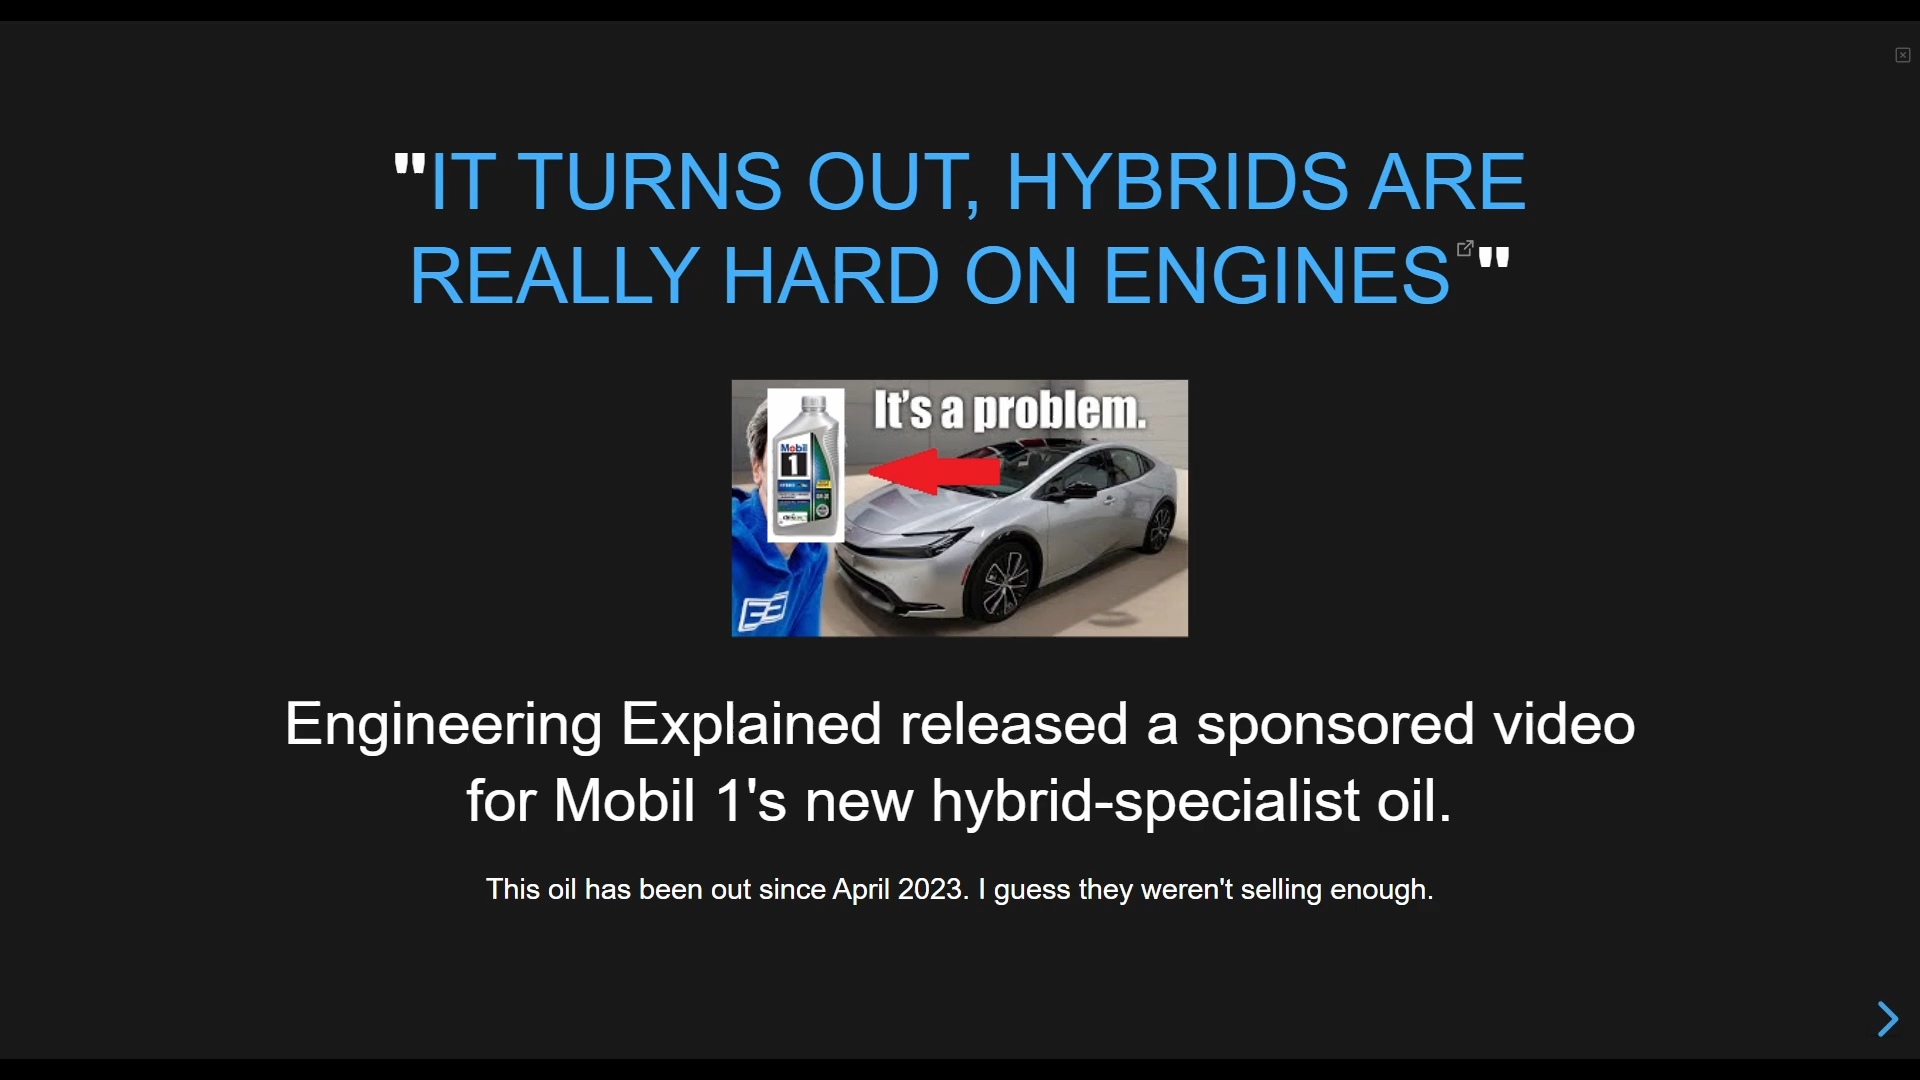 "IT TURNS OUT, HYBRIDS ARE
REALLY HARD ON ENGINES"
It's a problem.
Mobil
1
Engineering Explained released a sponsored video
for Mobil 1's new hybrid-specialist oil.
This oil has been out since April 2023. I guess they weren't selling enough.